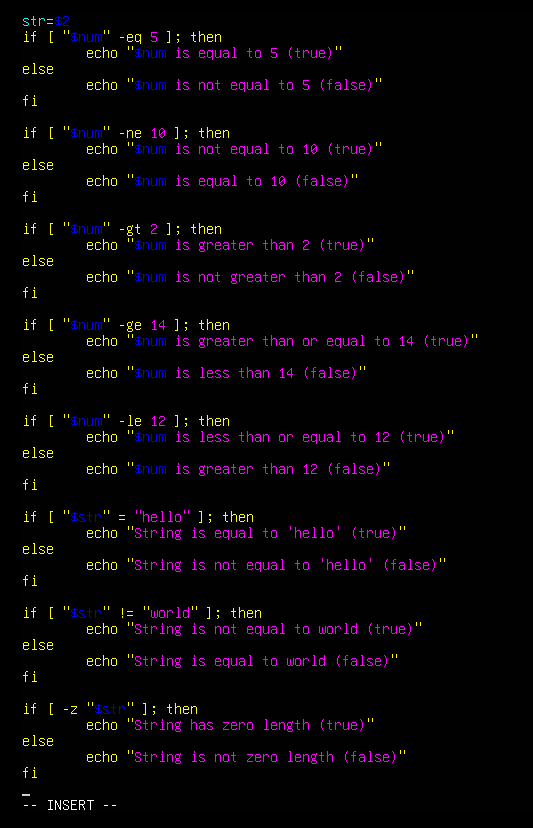 str=$2
if [ "$num" -eq 5 ]; then
        echo "$num is equal to 5 (true)"
else
        echo "$num is not equal to 5 (false)"
fi

if [ "$num" -ne 10 ]; then
        echo "$num is not equal to 10 (true)"
else
        echo "$num is equal to 10 (false)"
fi

if [ "$num" -gt 2 ]; then
        echo "$num is greater than 2 (true)"
else
        echo "$num is not greater than 2 (false)"
fi

if [ "$num" -ge 14 ]; then
        echo "$num is greater than or equal to 14 (true)"
else
        echo "$num is less than 14 (false)"
fi

if [ "$num" -le 12 ]; then
        echo "$num is less than or equal to 12 (true)"
else
        echo "$num is greater than 12 (false)"
fi

if [ "$str" = "hello" ]; then
        echo "String is equal to 'hello' (true)"
else
        echo "String is not equal to 'hello' (false)"
fi

if [ "$str" != "world" ]; then
        echo "String is not equal to world (true)"
else
        echo "String is equal to world (false)"
fi

if [ -z "$str" ]; then
        echo "String has zero length (true)"
else
        echo "String is not zero length (false)"
fi

-- INSERT --